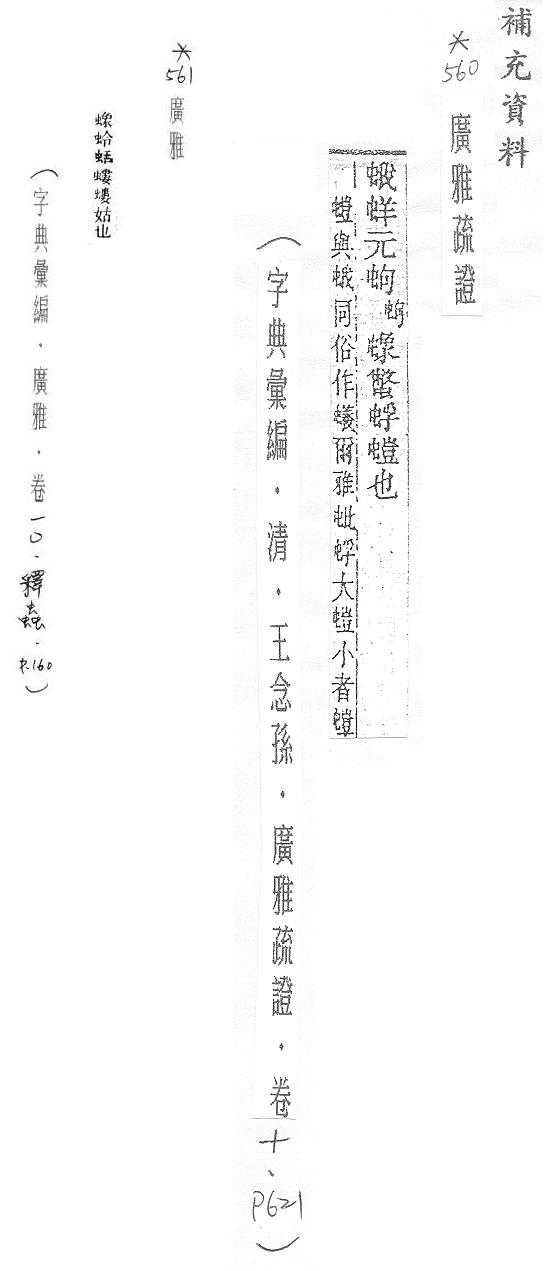 補充資料
*
560
廣雅疏證
蛾蛘元蚼蚼蟓蟞蜉螘也
螘與蛾同俗作蟻爾雅蚍蜉大螘小者螘
（字典彙編．清．王念孫．廣雅疏證．卷十、P621）
*
561
廣雅
蟓蛉蛞螻螻姑也
（字典彙編．廣雅．卷一〇．釋蟲．P.160）